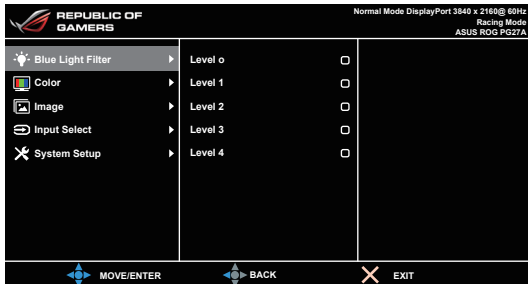 REPUBLIC OF
GAMERS
Normal Mode DisplayPort 3840 x 2160@ 60Hz
Racing Mode
ASUS ROG PG27A
Blue Light Filter
Color
Image
Input Select
System Setup
Level o
Level 1
Level 2
Level 3
Level 4
MOVE/ENTER
BACK
EXIT